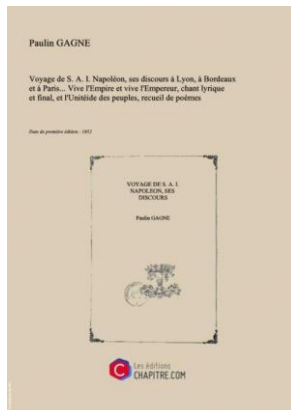 Paulin GAGNE
Voyage de S. A. I. Napoléon, ses discours à Lyon, à Bordeaux
et à Paris... Vive l'Empire et vive l'Empereur, chant lyrique
et final, et l'Unitéide des peuples, recueil de poèmes
Date de première édition :
VOYAGE DE S. A. I.
NAPOLEON, SES
DISCOURS
Paulin GAGNE
Les éditions
CHAPITRE.COM